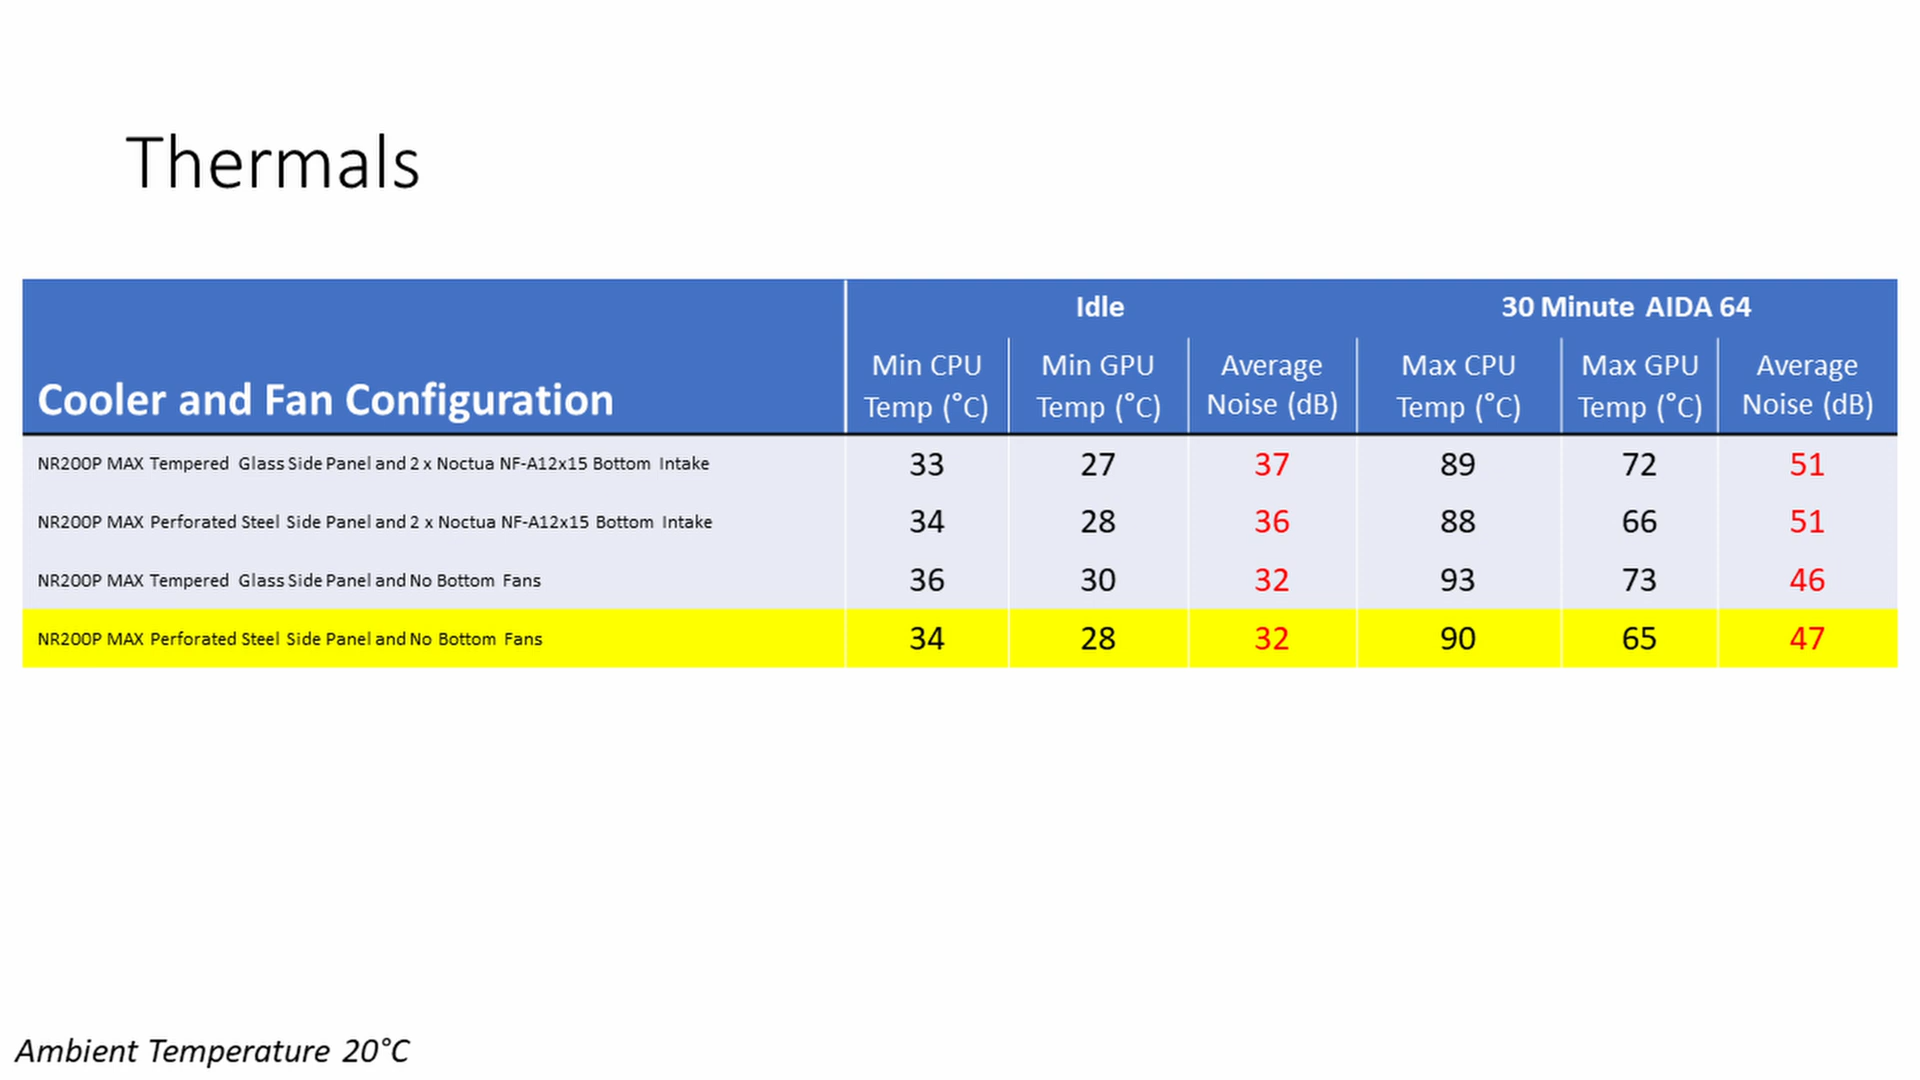 Thermals
Idle 30 Minute AIDA 64
Cooler and Fan Configuration
Min CPU Temp (°C) Min GPU Temp (°C) Average Noise (dB) Max CPU Temp (°C) Max GPU Temp (°C) Average Noise (dB)
NR200P MAX Tempered Glass Side Panel and 2 x Noctua NF-A12x15 Bottom Intake 33 27 37 89 72 51
NR200P MAX Perforated Steel Side Panel and 2 x Noctua NF-A12x15 Bottom Intake 34 28 36 88 66 51
NR200P MAX Tempered Glass Side Panel and No Bottom Fans 36 30 32 93 73 46
NR200P MAX Perforated Steel Side Panel and No Bottom Fans 34 28 32 90 65 47
Ambient Temperature 20°C